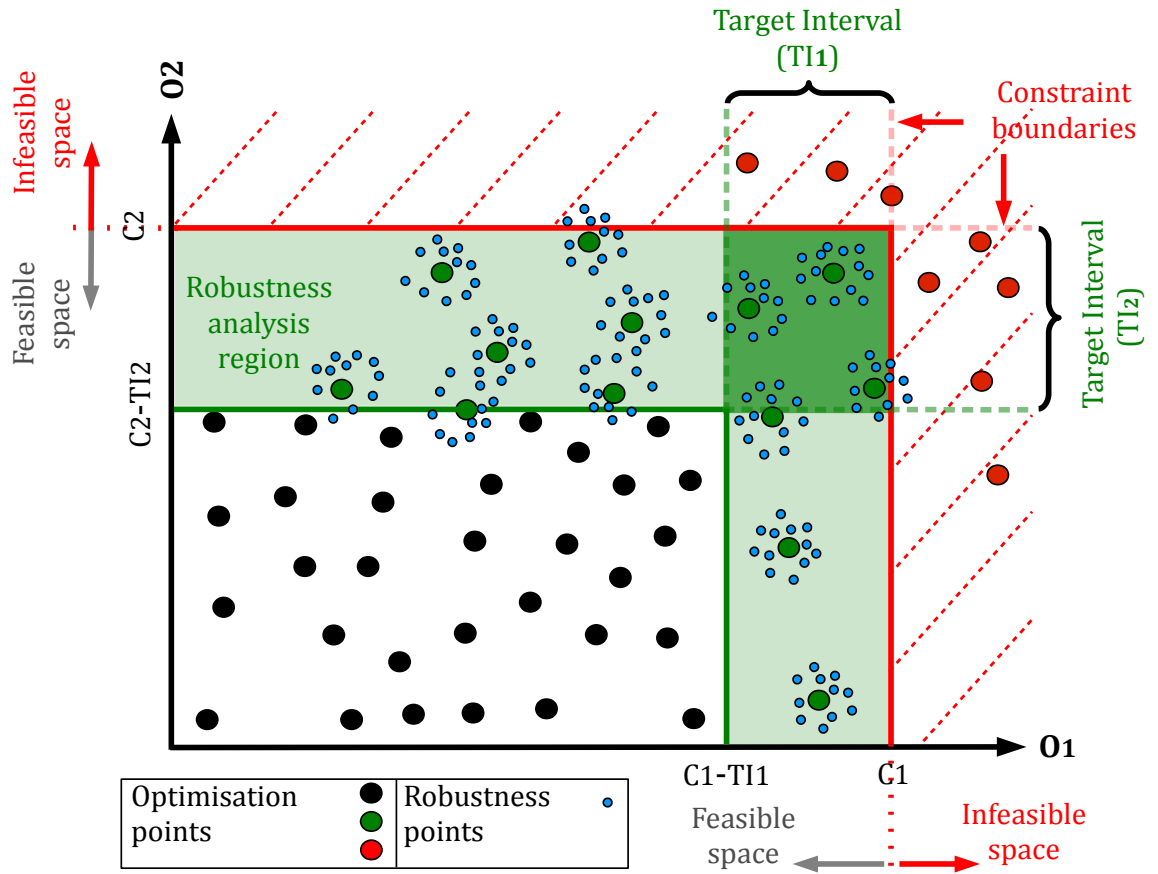 Target Interval
(TI1)
O2
Infeasible
space
Constraint
boundaries
C2
Feasible
space
Robustness
analysis
region
Target Interval
(TI2)
C2-TI2
O1
C1-TI1
C1
Optimisation
points
Robustness
points
Feasible
space
Infeasible
space